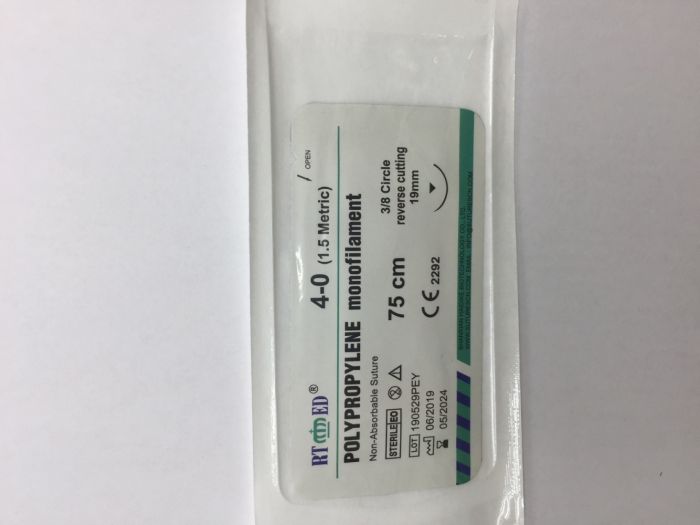 RT MED®
4-0 (1.5 Metric)
/ OPEN
POLYPROPYLENE monofilament
Non-Absorbable Suture
75 cm
3/8 Circle
reverse cutting
19mm
STERILE EO
LOT 190529PEY
06/2019
05/2024
CE 2292